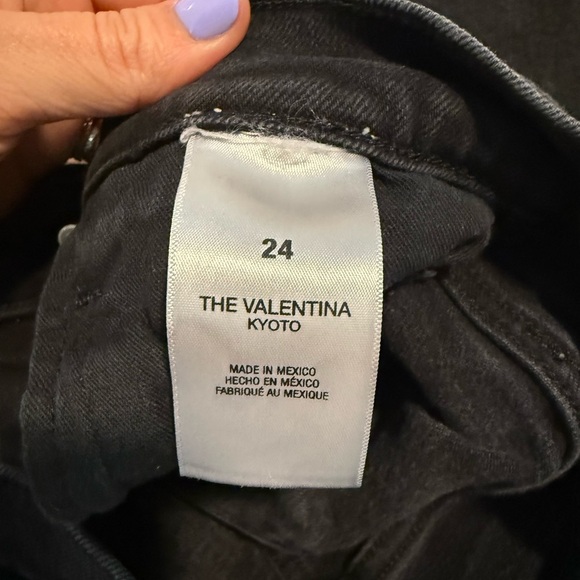 24
THE VALENTINA
KYOTO
MADE IN MEXICO
HECHO EN MÉXICO
FABRIQUÉ AU MEXIQUE